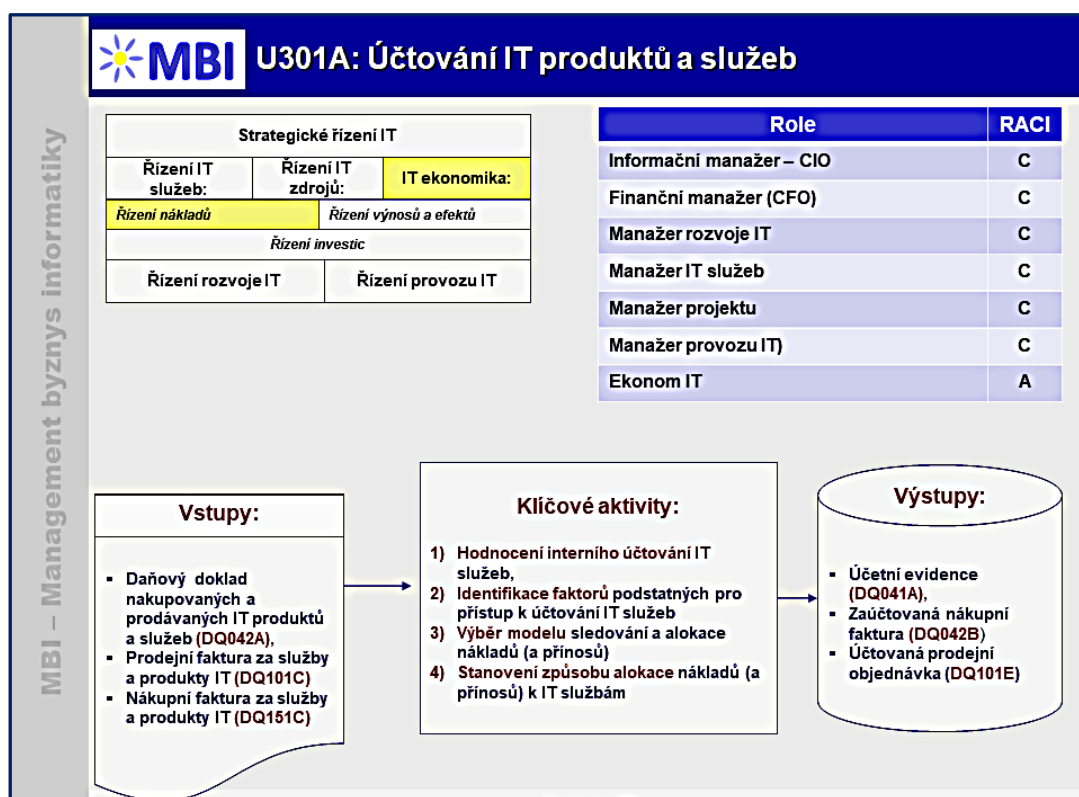 MBI
U301A: Účtování IT produktů a služeb
MBI – Management byznys informatiky
Strategické řízení IT
Řízení IT
služeb:
Řízení IT
zdrojů:
IT ekonomika:
Řízení nákladů
Řízení výnosů a efektů
Řízení investic
Řízení rozvoje IT
Řízení provozu IT
Role RACI
Informační manažer – CIO C
Finanční manažer (CFO) C
Manažer rozvoje IT C
Manažer IT služeb C
Manažer projektu C
Manažer provozu IT) C
Ekonom IT A
Vstupy:
▪ Daňový doklad
nakupovaných a
prodávaných IT produktů
a služeb (DQ042A),
▪ Prodejní faktura za služby
a produkty IT (DQ101C)
▪ Nákupní faktura za služby
a produkty IT (DQ151C)
Klíčové aktivity:
1) Hodnocení interního účtování IT
služeb,
2) Identifikace faktorů podstatných pro
přístup k účtování IT služeb
3) Výběr modelu sledování a alokace
nákladů (a přínosů)
4) Stanovení způsobu alokace nákladů (a
přínosů) k IT službám
Výstupy:
▪ Účetní evidence
(DQ041A),
▪ Zaúčtovaná nákupní
faktura (DQ042B)
▪ Účtovaná prodejní
objednávka (DQ101E)